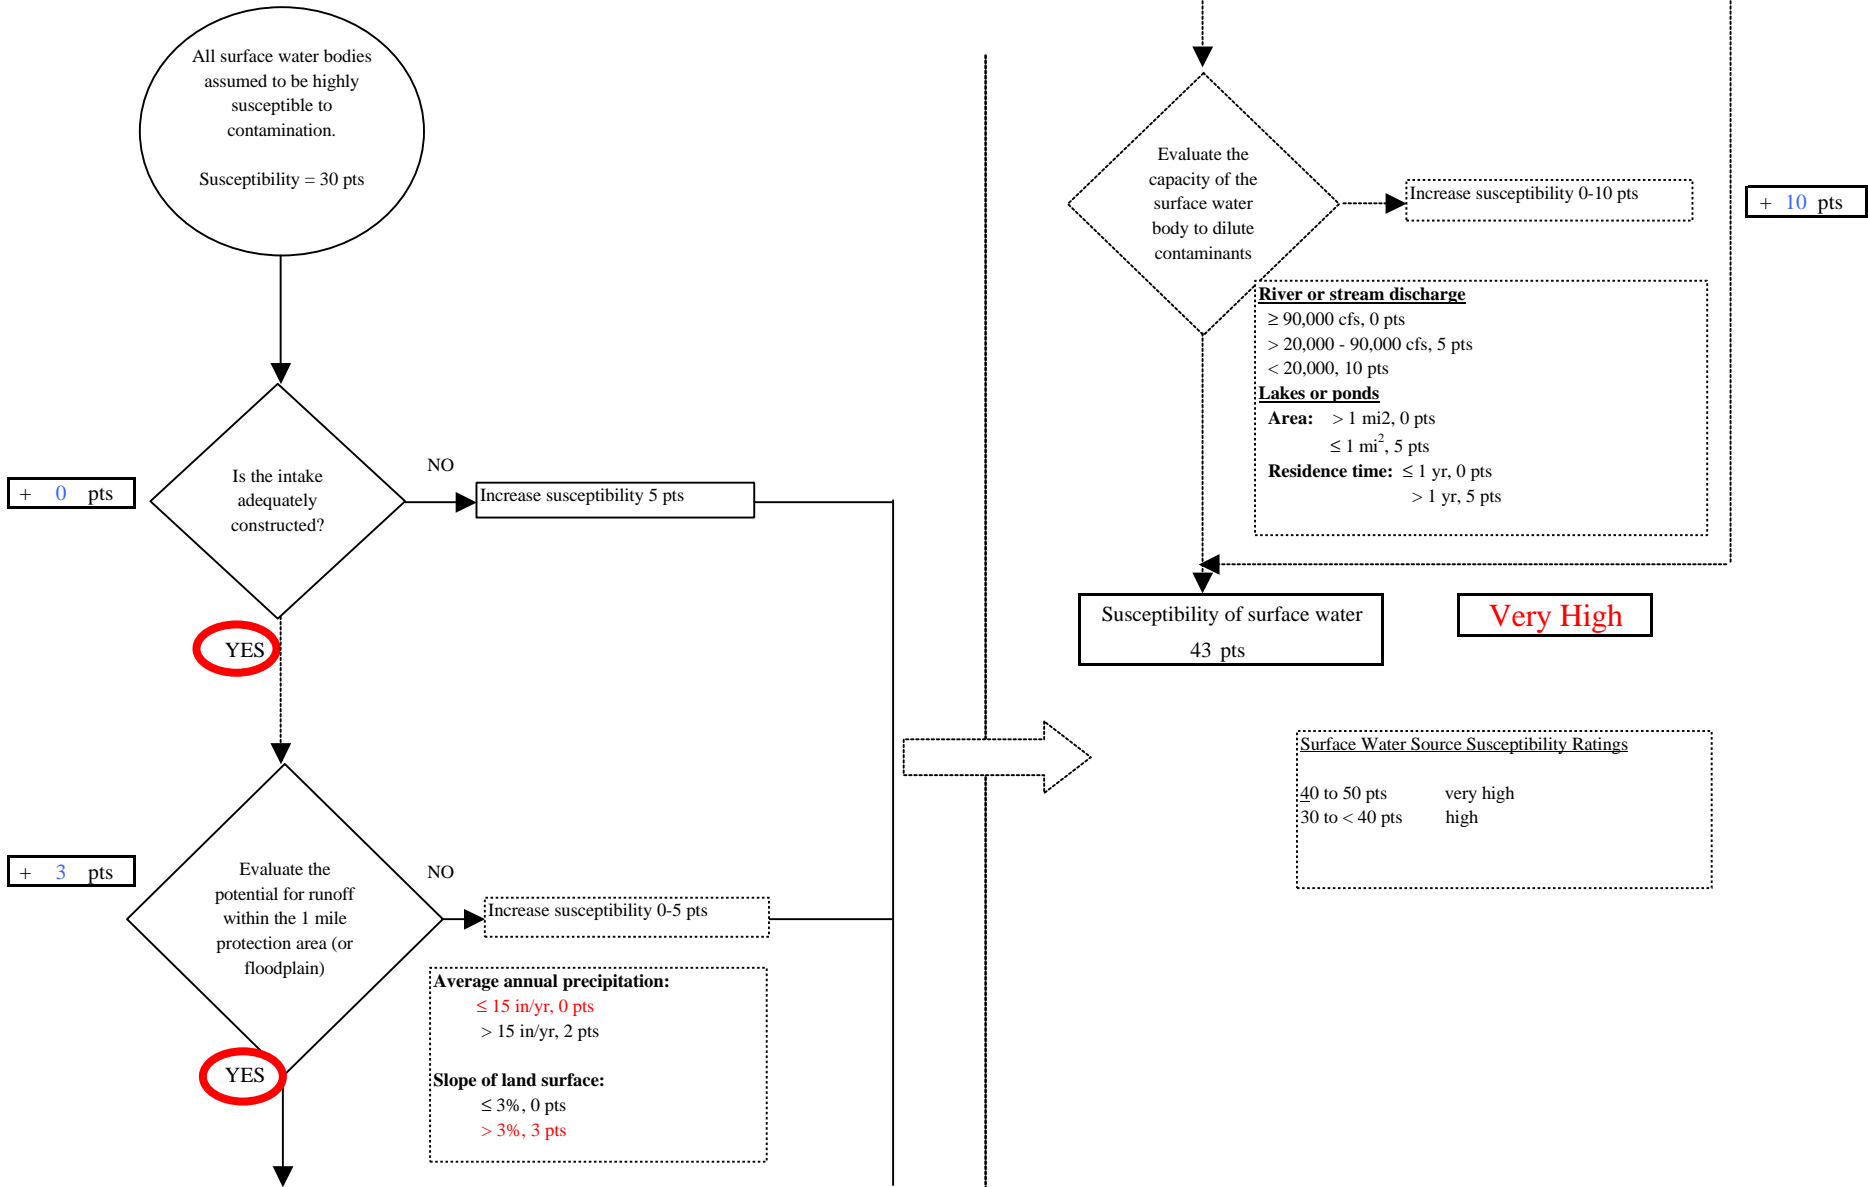 All surface water bodies
assumed to be highly
susceptible to
contamination.
Susceptibility = 30 pts
+ 0 pts
Is the intake
adequately
constructed?
NO
Increase susceptibility 5 pts
YES
+ 3 pts
Evaluate the
potential for runoff
within the 1 mile
protection area (or
floodplain)
NO
Increase susceptibility 0-5 pts
YES
Average annual precipitation:
≤ 15 in/yr, 0 pts
> 15 in/yr, 2 pts
Slope of land surface:
≤ 3%, 0 pts
> 3%, 3 pts
Evaluate the
capacity of the
surface water
body to dilute
contaminants
Increase susceptibility 0-10 pts
+ 10 pts
River or stream discharge
≥ 90,000 cfs, 0 pts
> 20,000 - 90,000 cfs, 5 pts
< 20,000, 10 pts
Lakes or ponds
Area: > 1 mi2, 0 pts
≤ 1 mi², 5 pts
Residence time: ≤ 1 yr, 0 pts
> 1 yr, 5 pts
Susceptibility of surface water
43 pts
Very High
Surface Water Source Susceptibility Ratings
40 to 50 pts very high
30 to < 40 pts high